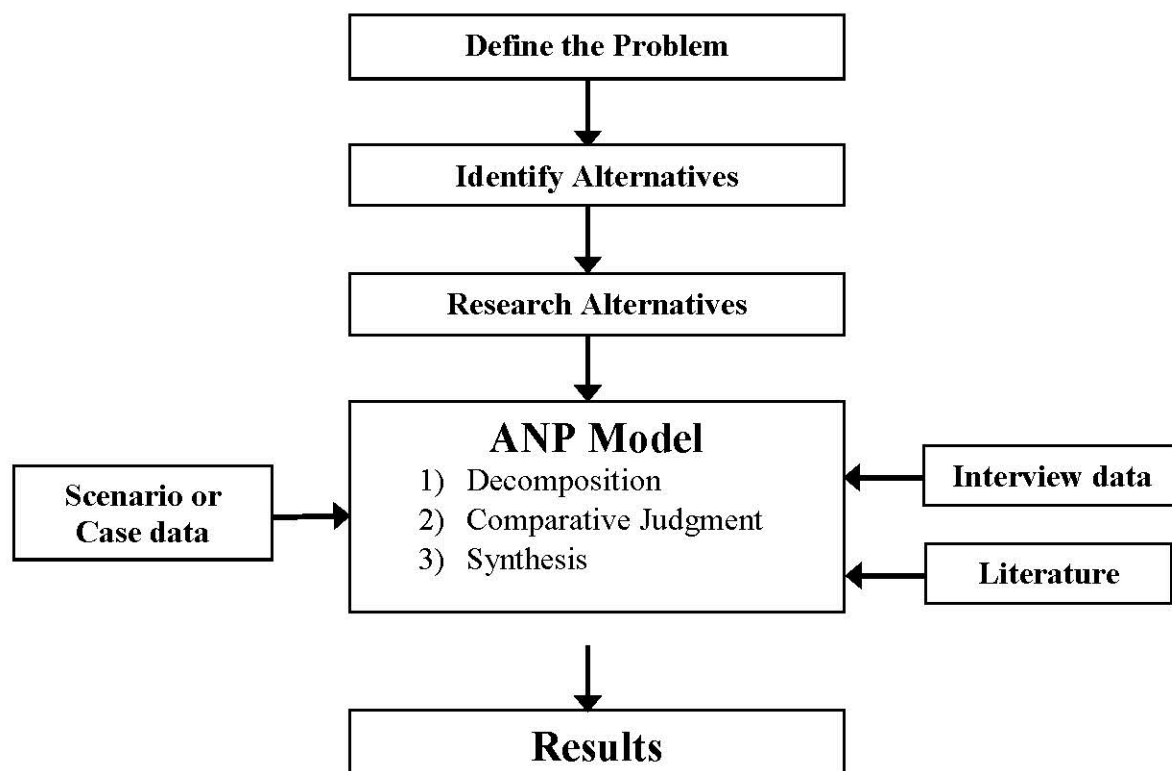 Define the Problem
Identify Alternatives
Research Alternatives
ANP Model
1) Decomposition
2) Comparative Judgment
3) Synthesis
Scenario or
Case data
Interview data
Literature
Results